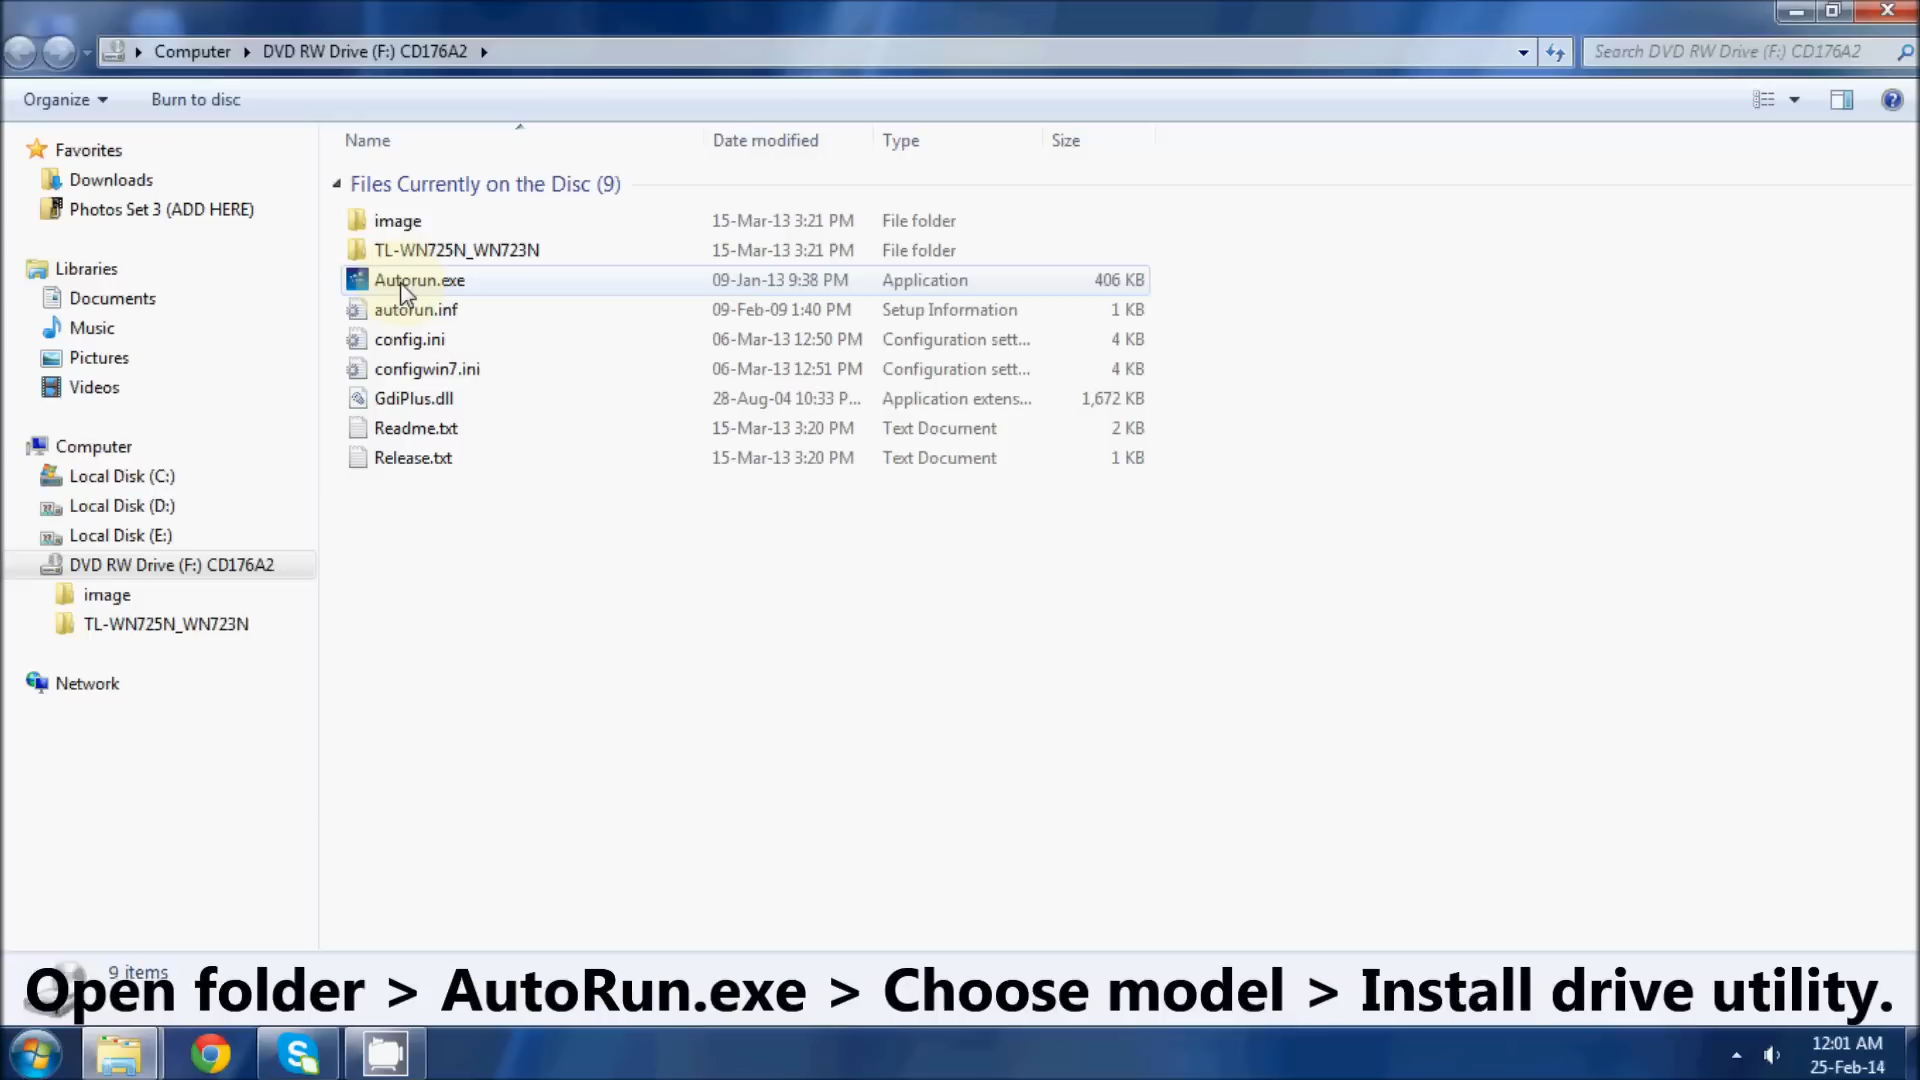 Computer DVD RW Drive (F:) CD176A2 Search DVD RW Drive (F:) CD176A2
Organize Burn to disc
Name Date modified Type Size
Files Currently on the Disc (9)
image 15-Mar-13 3:21 PM File folder
TL-WN725N_WN723N 15-Mar-13 3:21 PM File folder
Autorun.exe 09-Jan-13 9:38 PM Application 406 KB
autorun.inf 09-Feb-09 1:40 PM Setup Information 1 KB
config.ini 06-Mar-13 12:50 PM Configuration sett... 4 KB
configwin7.ini 06-Mar-13 12:51 PM Configuration sett... 4 KB
GdiPlus.dll 28-Aug-04 10:33 P... Application extens... 1,672 KB
Readme.txt 15-Mar-13 3:20 PM Text Document 2 KB
Release.txt 15-Mar-13 3:20 PM Text Document 1 KB
Favorites
Downloads
Photos Set 3 (ADD HERE)
Libraries
Documents
Music
Pictures
Videos
Computer
Local Disk (C:)
Local Disk (D:)
Local Disk (E:)
DVD RW Drive (F:) CD176A2
image
TL-WN725N_WN723N
Network
9 items
Open folder > AutoRun.exe > Choose model > Install drive utility.
12:01 AM
25-Feb-14